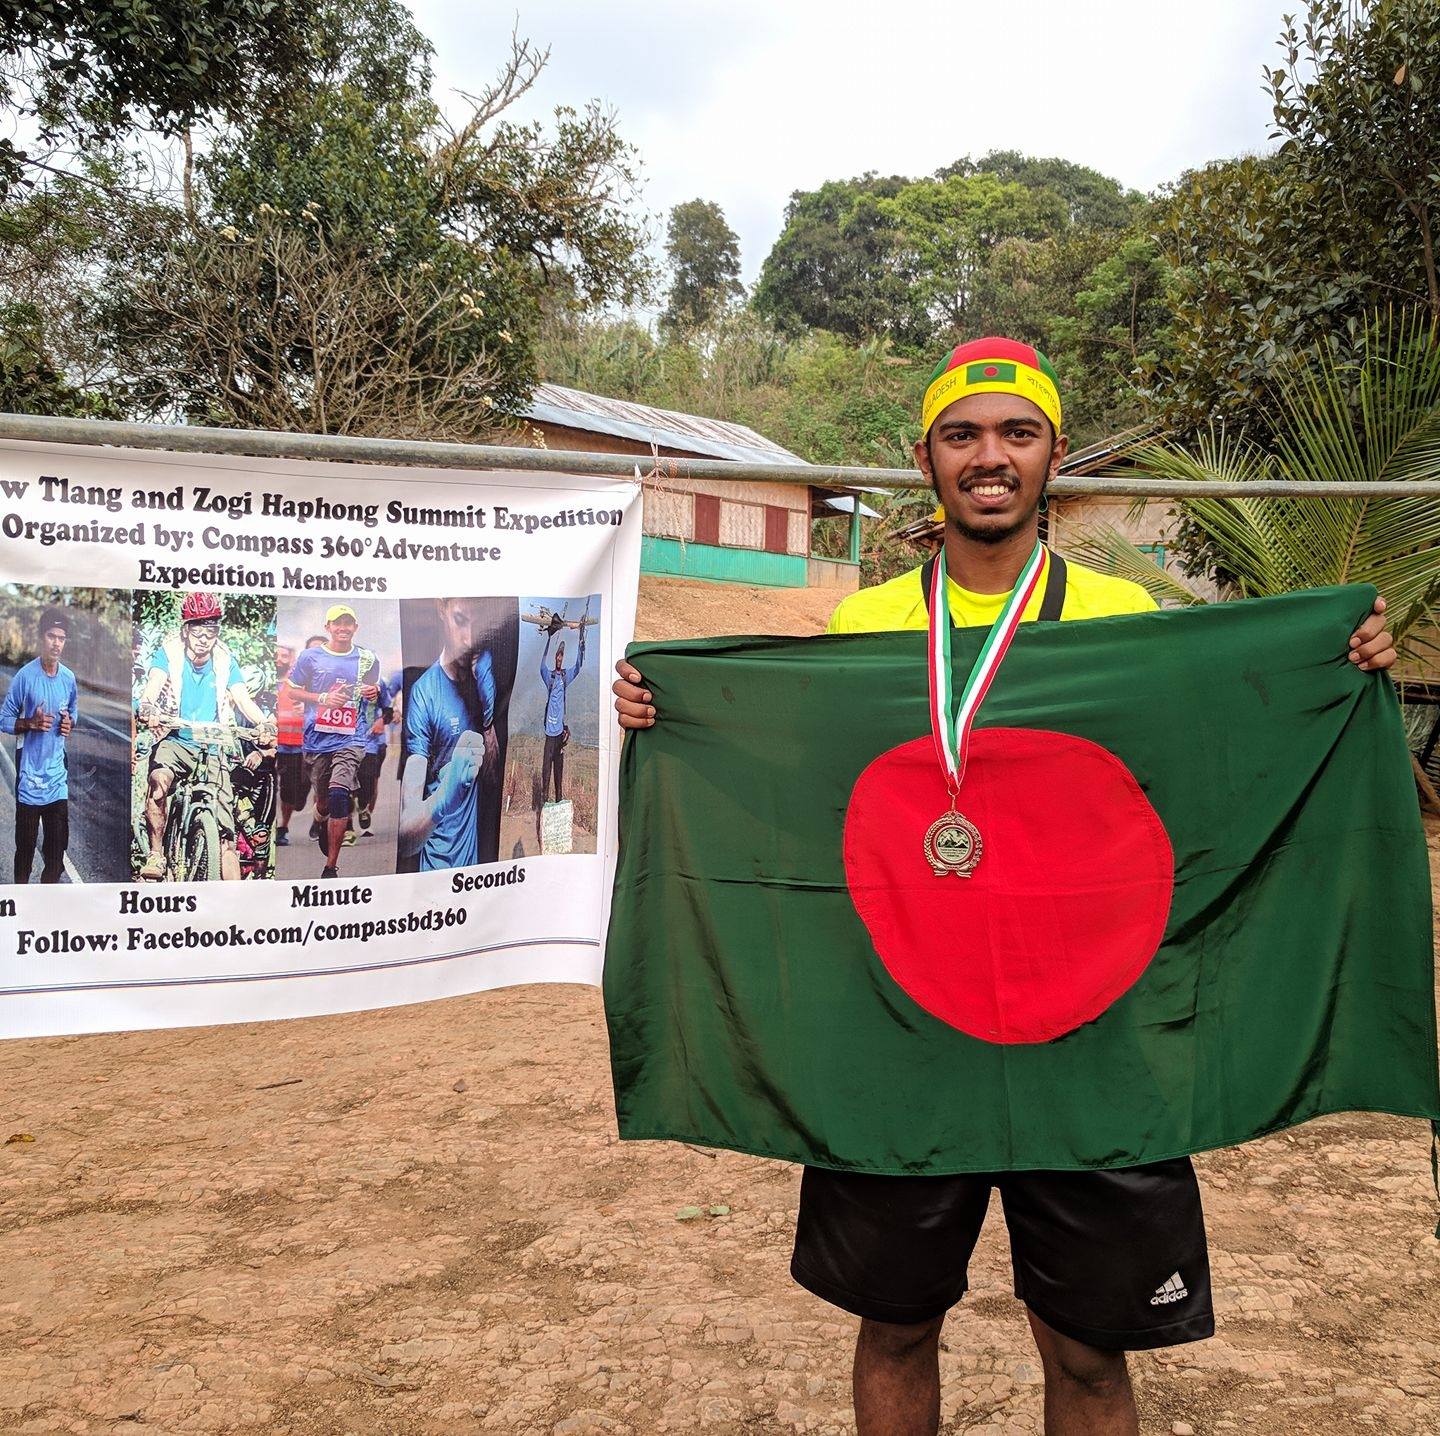 w Tlang and Zogi Haphong Summit Expedition
Organized by: Compass 360°Adventure
Expedition Members
496
n Hours Minute Seconds
Follow: Facebook.com/compassbd360
GLADESH
adidas